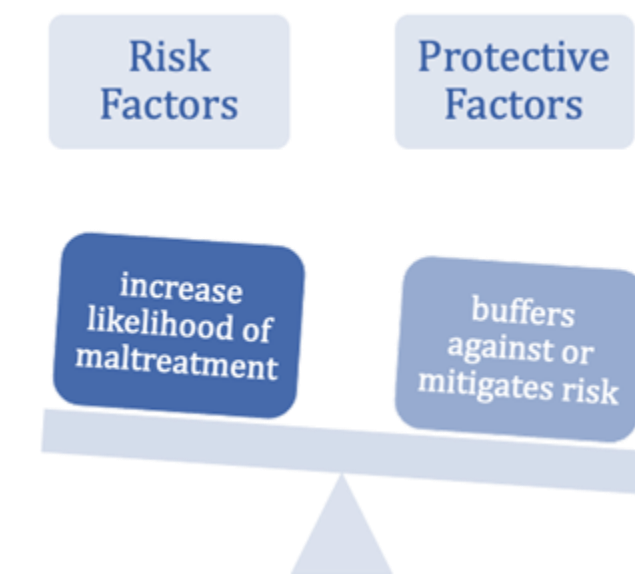 Risk
Factors
Protective
Factors
increase
likelihood of
maltreatment
buffers
against or
mitigates risk